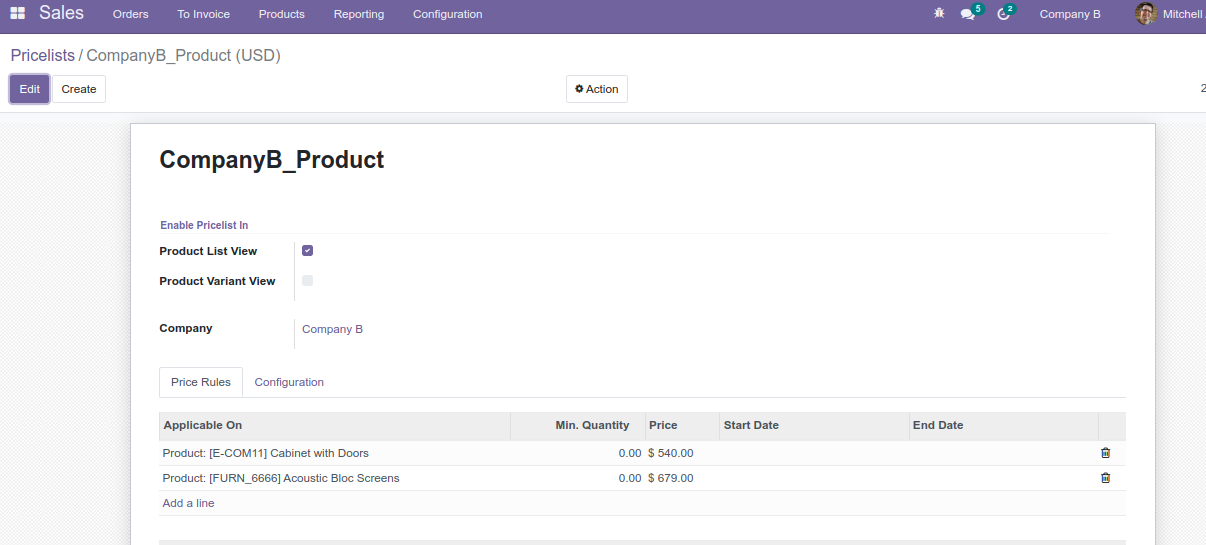 Sales Orders To Invoice Products Reporting Configuration 5 2 Company B Mitchell
Pricelists / CompanyB_Product (USD)
Edit Create Action 2
CompanyB_Product
Enable Pricelist In
Product List View
Product Variant View
Company Company B
Price Rules Configuration
Applicable On Min. Quantity Price Start Date End Date
Product: [E-COM11] Cabinet with Doors 0.00 $ 540.00
Product: [FURN_6666] Acoustic Bloc Screens 0.00 $ 679.00
Add a line